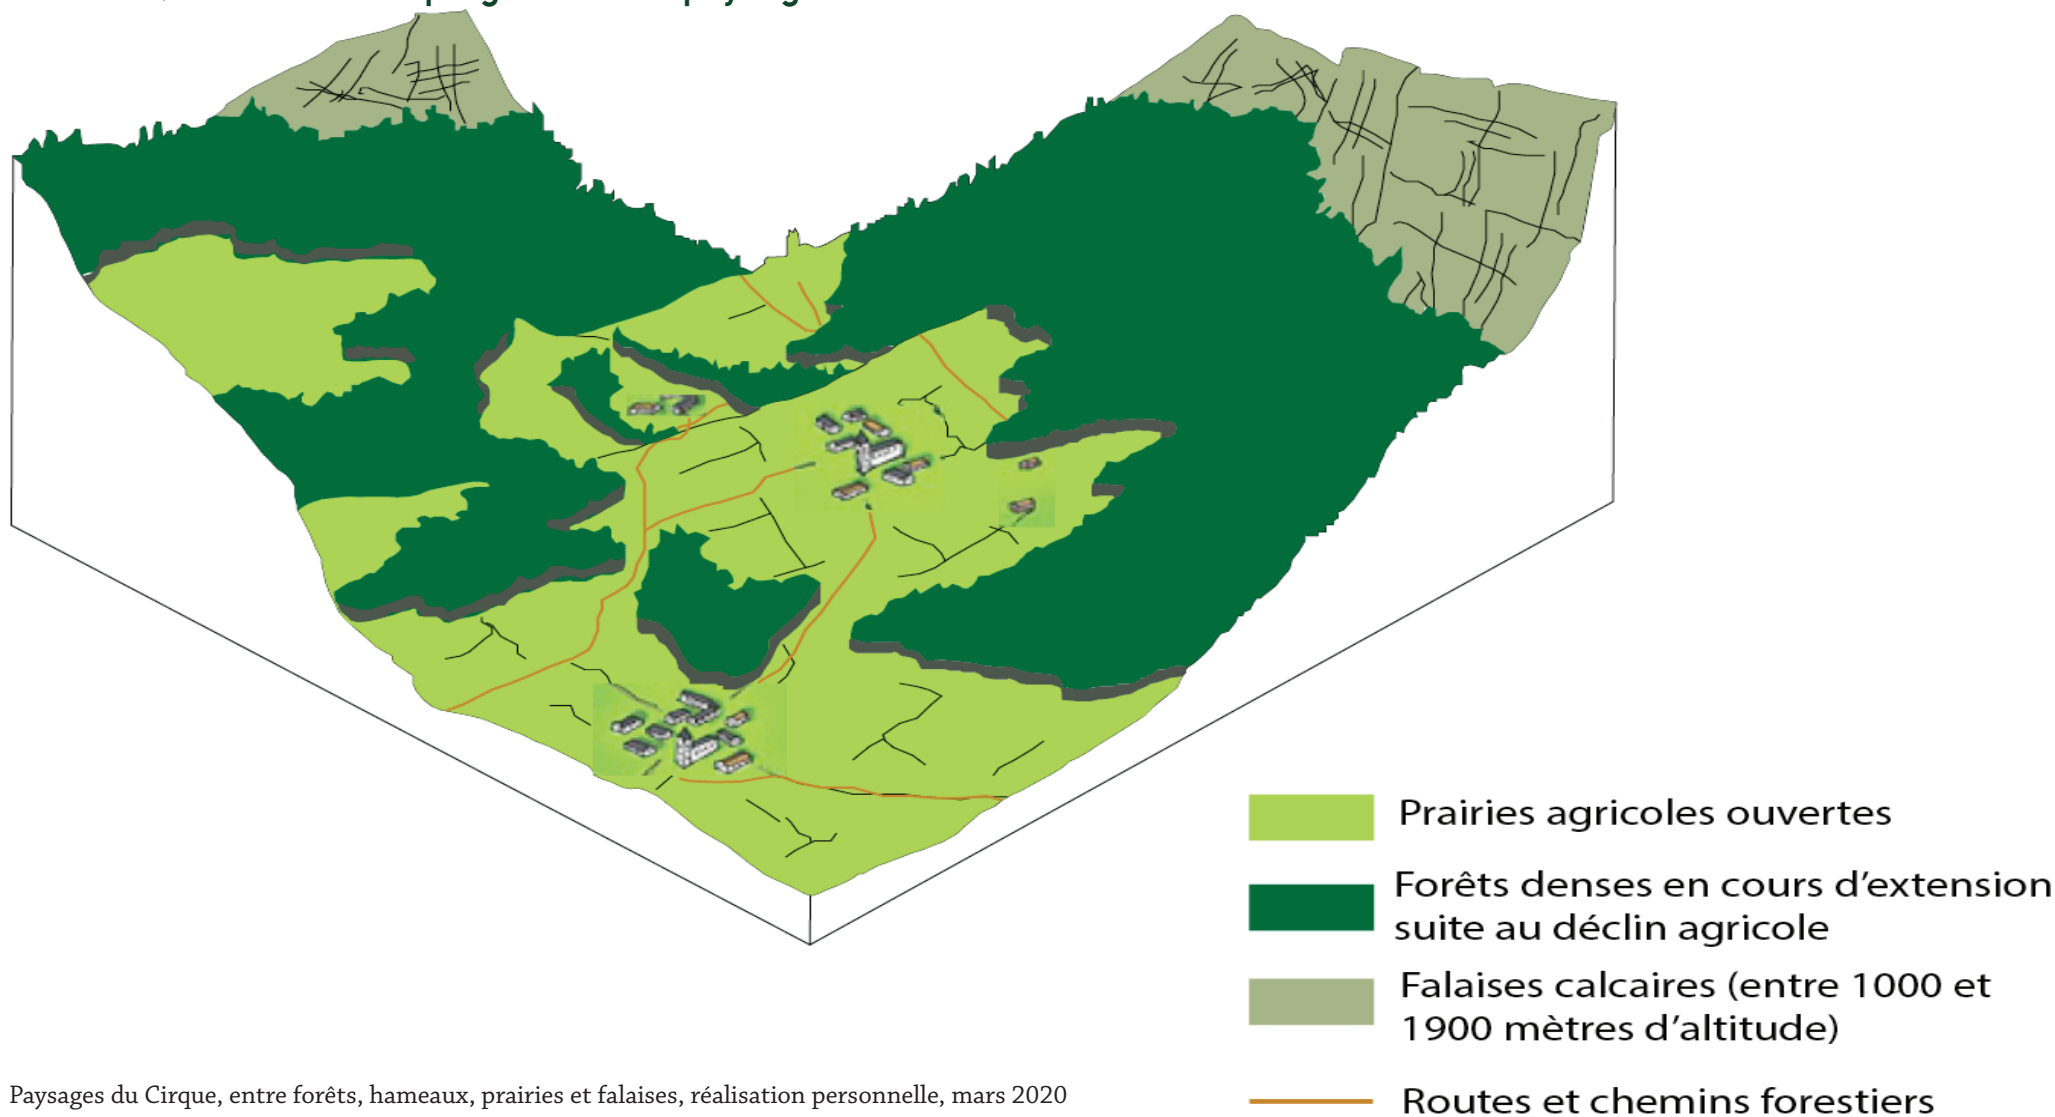 Prairies agricoles ouvertes
Forêts denses en cours d’extension
suite au déclin agricole
Falaises calcaires (entre 1000 et
1900 mètres d’altitude)
Routes et chemins forestiers
Paysages du Cirque, entre forêts, hameaux, prairies et falaises, réalisation personnelle, mars 2020